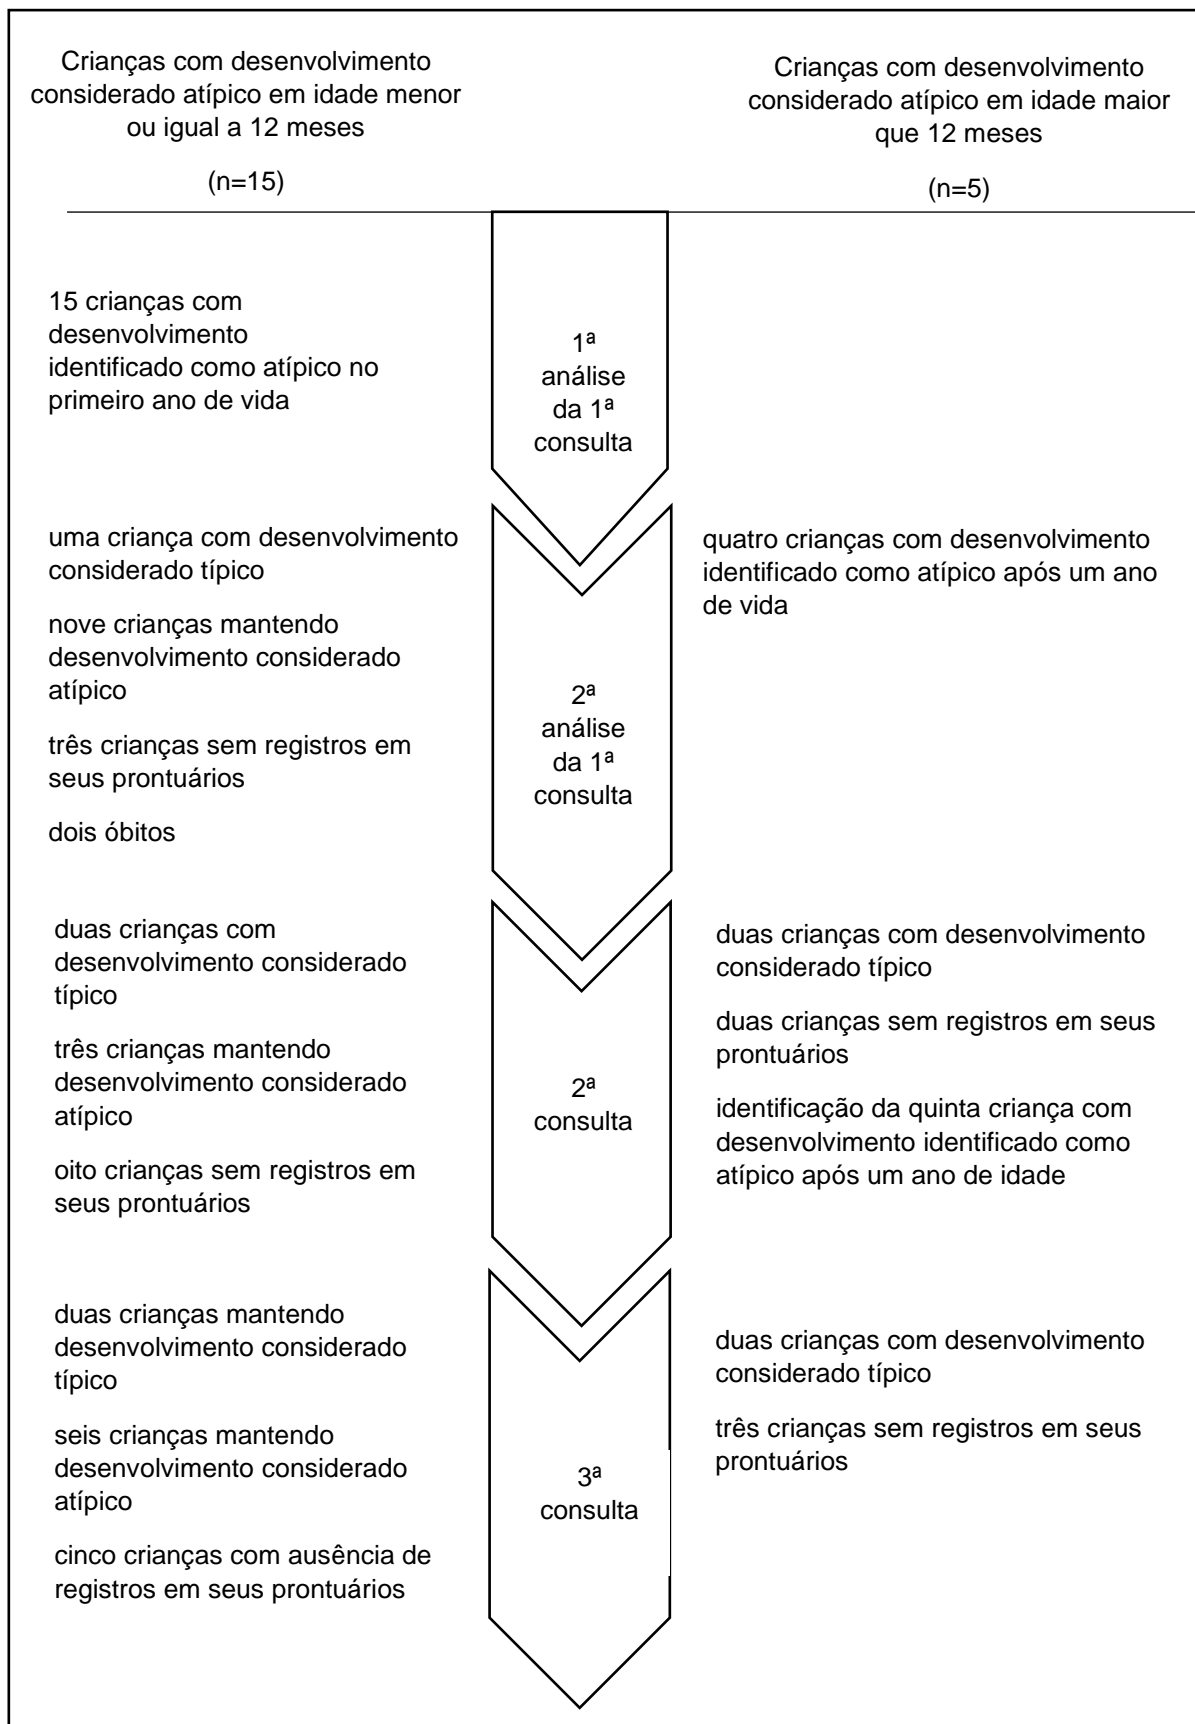 Crianças com desenvolvimento
considerado atípico em idade menor
ou igual a 12 meses
(n=15)
Crianças com desenvolvimento
considerado atípico em idade maior
que 12 meses
(n=5)
15 crianças com
desenvolvimento
identificado como atípico no
primeiro ano de vida
1ª
análise
da 1ª
consulta
uma criança com desenvolvimento
considerado típico
nove crianças mantendo
desenvolvimento considerado
atípico
três crianças sem registros em
seus prontuários
dois óbitos
2ª
análise
da 1ª
consulta
quatro crianças com desenvolvimento
identificado como atípico após um ano
de vida
duas crianças com
desenvolvimento considerado
típico
três crianças mantendo
desenvolvimento considerado
atípico
oito crianças sem registros em
seus prontuários
2ª
consulta
duas crianças com desenvolvimento
considerado típico
duas crianças sem registros em seus
prontuários
identificação da quinta criança com
desenvolvimento identificado como
atípico após um ano de idade
duas crianças mantendo
desenvolvimento considerado
típico
seis crianças mantendo
desenvolvimento considerado
atípico
cinco crianças com ausência de
registros em seus prontuários
3ª
consulta
duas crianças com desenvolvimento
considerado típico
três crianças sem registros em seus
prontuários